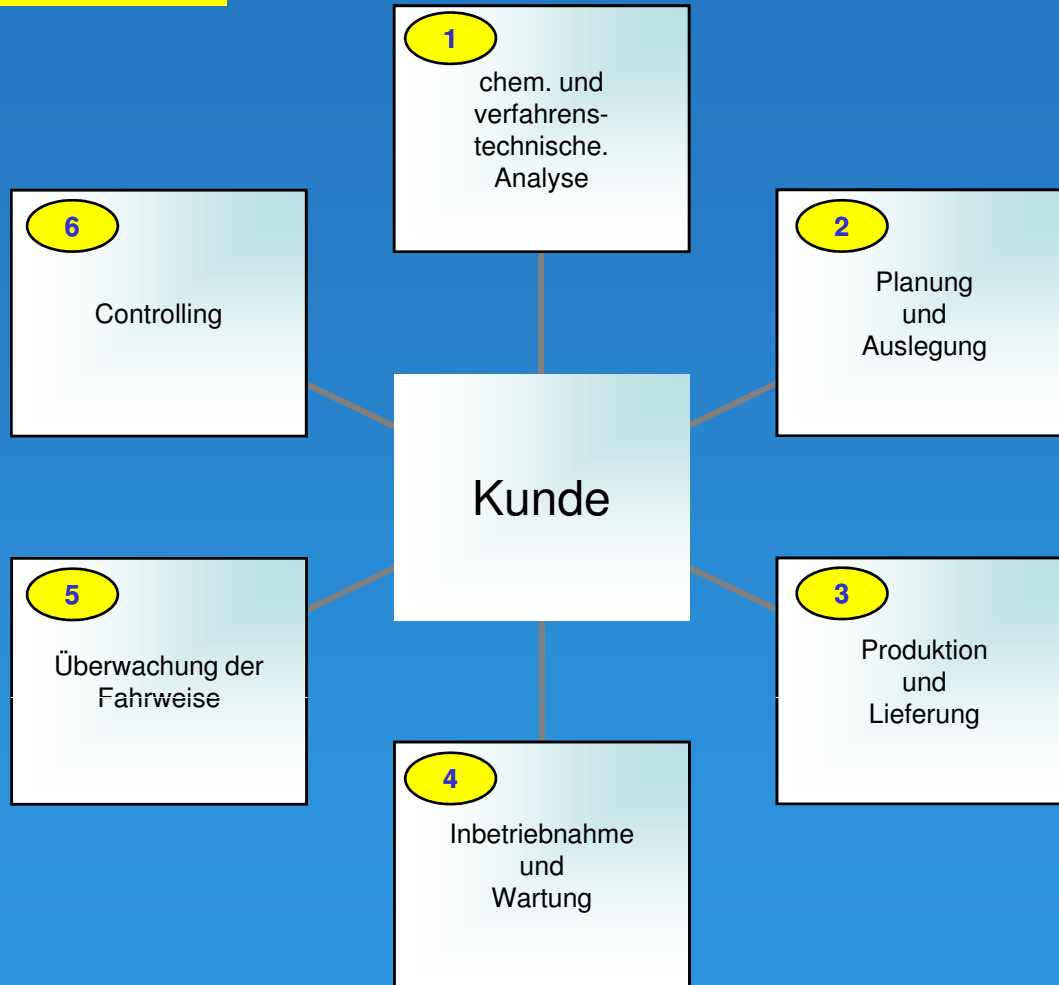 1
chem. und
verfahrens-
technische.
Analyse
2
Planung
und
Auslegung
3
Produktion
und
Lieferung
4
Inbetriebnahme
und
Wartung
5
Überwachung der
Fahrweise
6
Controlling
Kunde